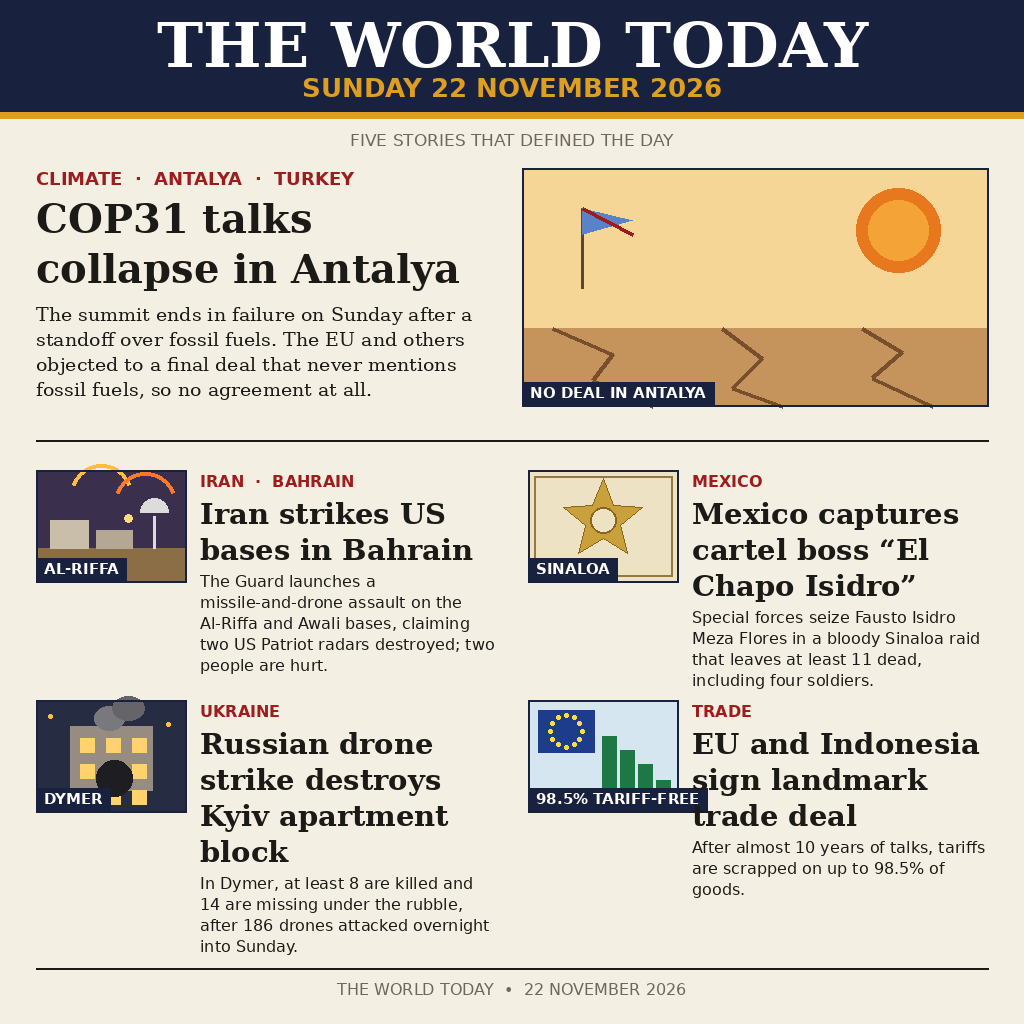 THE WORLD TODAY
SUNDAY 22 NOVEMBER 2026
FIVE STORIES THAT DEFINED THE DAY
CLIMATE · ANTALYA · TURKEY
COP31 talks
collapse in Antalya
The summit ends in failure on Sunday after a
standoff over fossil fuels. The EU and others
objected to a final deal that never mentions
fossil fuels, so no agreement at all.
NO DEAL IN ANTALYA
AL-RIFFA
IRAN · BAHRAIN
Iran strikes US
bases in Bahrain
The Guard launches a
missile-and-drone assault on the
Al-Riffa and Awali bases, claiming
two US Patriot radars destroyed; two
people are hurt.
SINALOA
MEXICO
Mexico captures
cartel boss “El
Chapo Isidro”
Special forces seize Fausto Isidro
Meza Flores in a bloody Sinaloa raid
that leaves at least 11 dead,
including four soldiers.
DYMER
UKRAINE
Russian drone
strike destroys
Kyiv apartment
block
In Dymer, at least 8 are killed and
14 are missing under the rubble,
after 186 drones attacked overnight
into Sunday.
98.5% TARIFF-FREE
TRADE
EU and Indonesia
sign landmark
trade deal
After almost 10 years of talks, tariffs
are scrapped on up to 98.5% of
goods.
THE WORLD TODAY • 22 NOVEMBER 2026